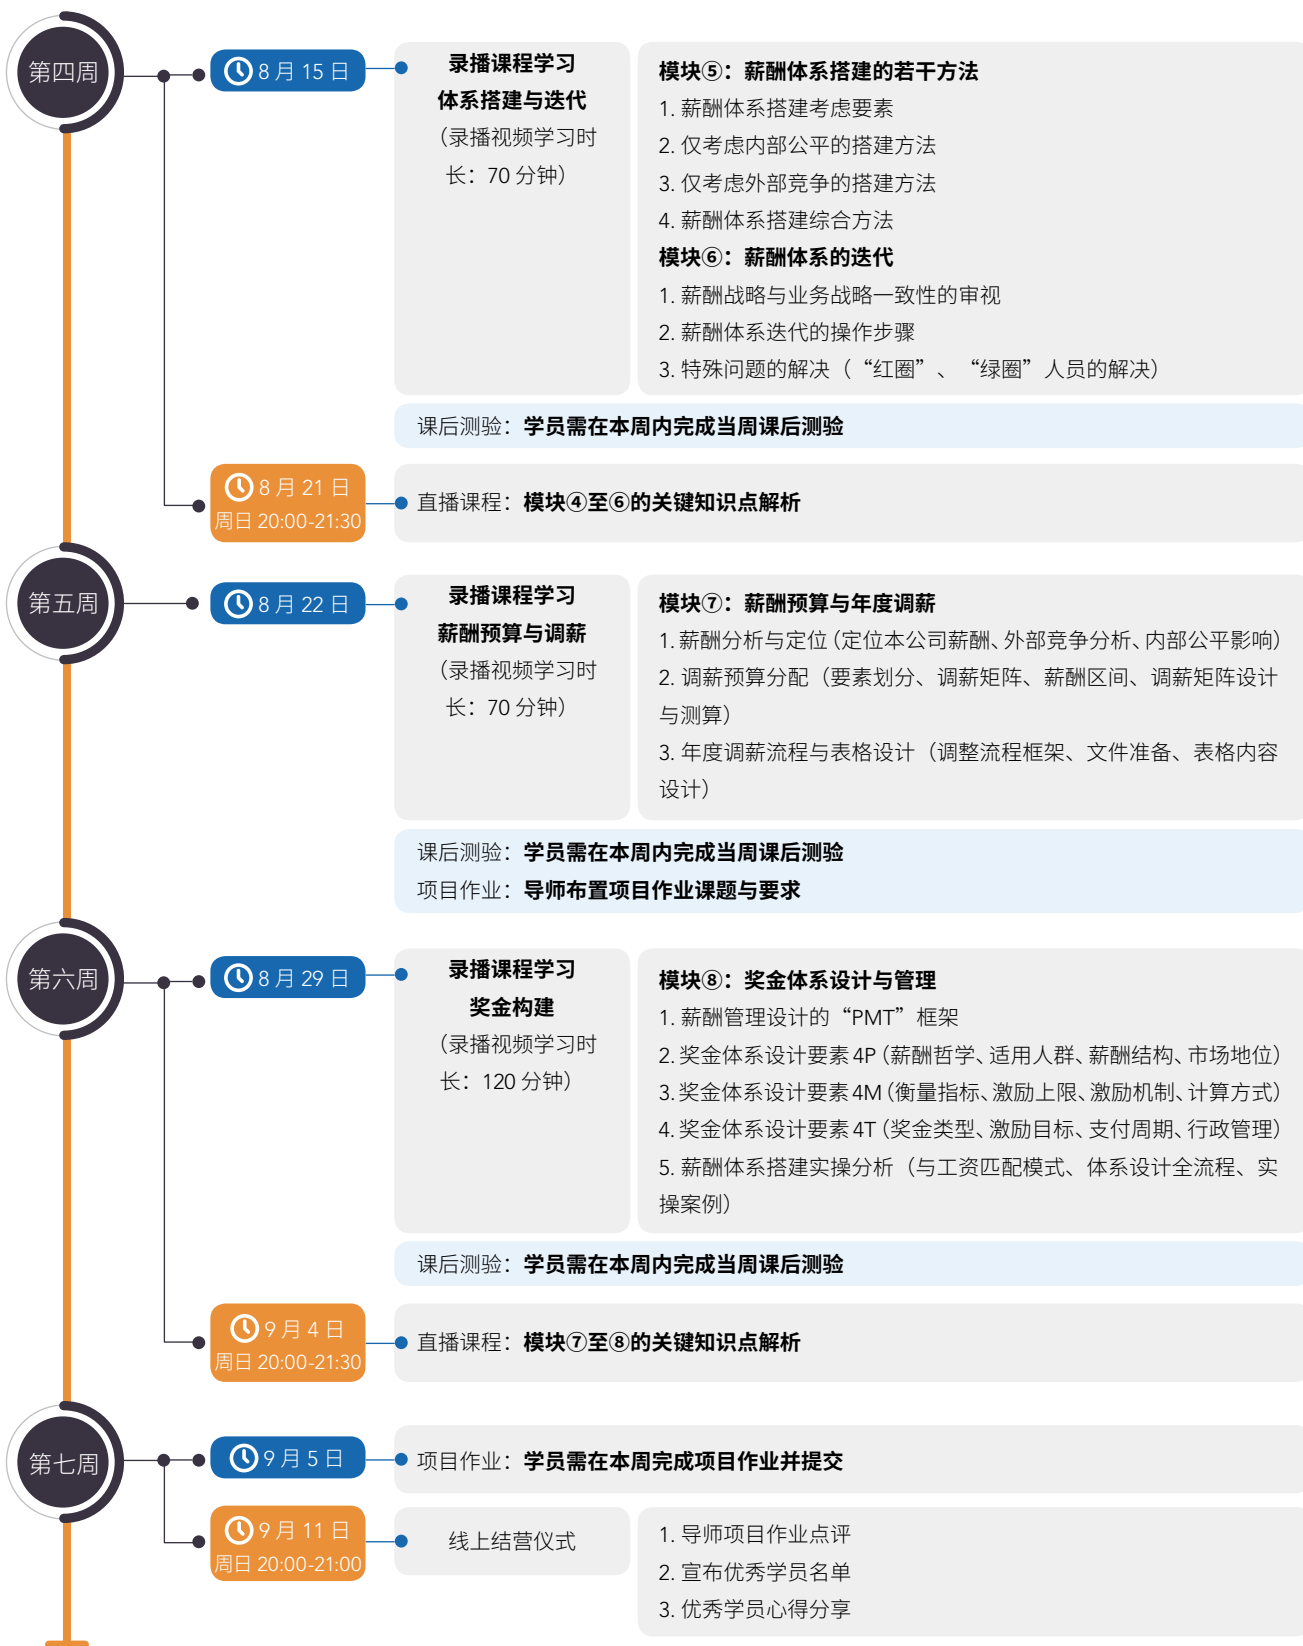 第四周
8 月 15 日
录播课程学习
体系搭建与迭代
（录播视频学习时
长：70 分钟）
模块⑤：薪酬体系搭建的若干方法
1. 薪酬体系搭建考虑要素
2. 仅考虑内部公平的搭建方法
3. 仅考虑外部竞争的搭建方法
4. 薪酬体系搭建综合方法
模块⑥：薪酬体系的迭代
1. 薪酬战略与业务战略一致性的审视
2. 薪酬体系迭代的操作步骤
3. 特殊问题的解决（“红圈”、“绿圈”人员的解决）
课后测验：学员需在本周内完成当周课后测验
8 月 21 日
周日 20:00-21:30
直播课程：模块④至⑥的关键知识点解析
第五周
8 月 22 日
录播课程学习
薪酬预算与调薪
（录播视频学习时
长：70 分钟）
模块⑦：薪酬预算与年度调薪
1. 薪酬分析与定位（定位本公司薪酬、外部竞争分析、内部公平影响）
2. 调薪预算分配（要素划分、调薪矩阵、薪酬区间、调薪矩阵设计
与测算）
3. 年度调薪流程与表格设计（调整流程框架、文件准备、表格内容
设计）
课后测验：学员需在本周内完成当周课后测验
项目作业：导师布置项目作业课题与要求
第六周
8 月 29 日
录播课程学习
奖金构建
（录播视频学习时
长：120 分钟）
模块⑧：奖金体系设计与管理
1. 薪酬管理设计的“PMT”框架
2. 奖金体系设计要素 4P（薪酬哲学、适用人群、薪酬结构、市场地位）
3. 奖金体系设计要素 4M（衡量指标、激励上限、激励机制、计算方式）
4. 奖金体系设计要素 4T（奖金类型、激励目标、支付周期、行政管理）
5. 薪酬体系搭建实操分析（与工资匹配模式、体系设计全流程、实
操案例）
课后测验：学员需在本周内完成当周课后测验
9 月 4 日
周日 20:00-21:30
直播课程：模块⑦至⑧的关键知识点解析
第七周
9 月 5 日
项目作业：学员需在本周完成项目作业并提交
9 月 11 日
周日 20:00-21:00
线上结营仪式
1. 导师项目作业点评
2. 宣布优秀学员名单
3. 优秀学员心得分享